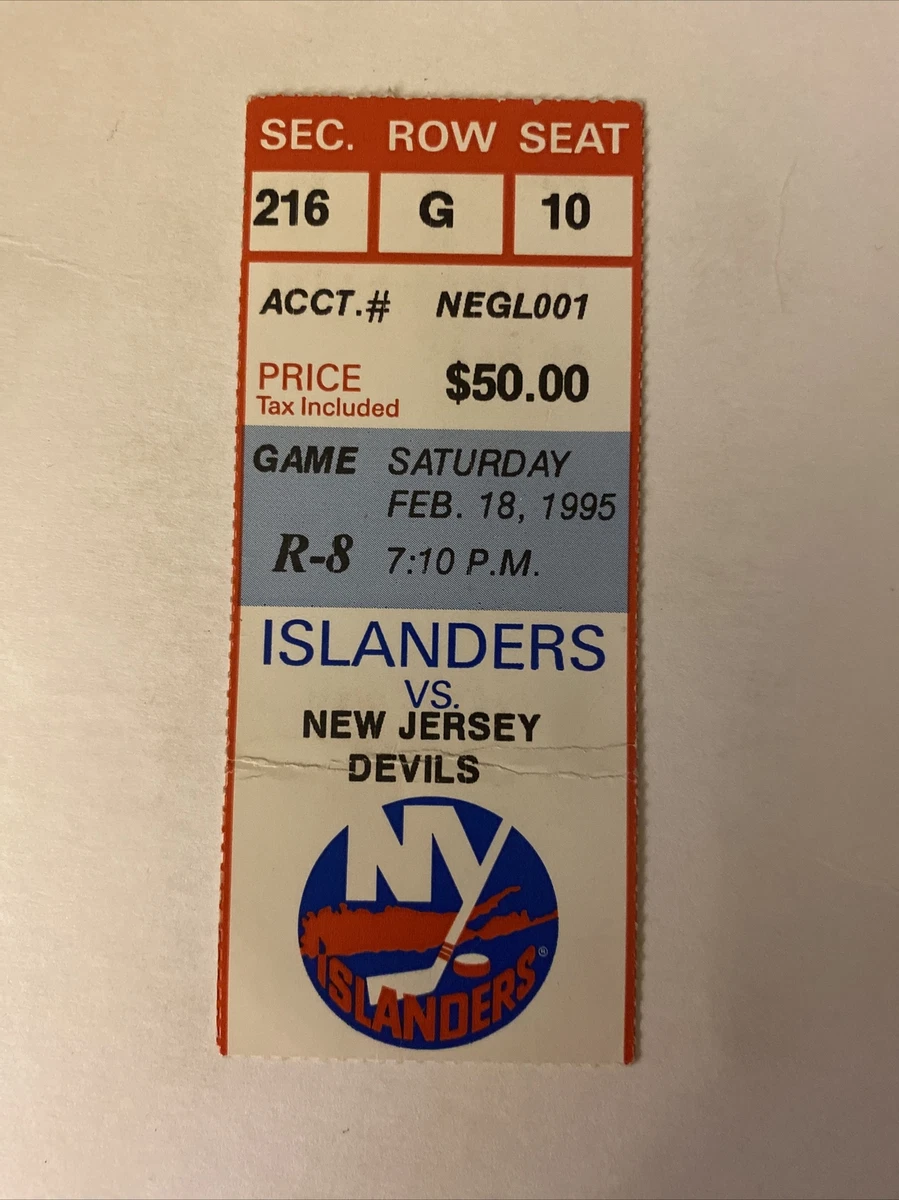 SEC. ROW SEAT
216 G 10
ACCT.# NEGL001
PRICE $50.00
Tax Included
GAME SATURDAY
FEB. 18, 1995
R-8 7:10 P.M.
ISLANDERS
VS.
NEW JERSEY
DEVILS
NY
ISLANDERS®